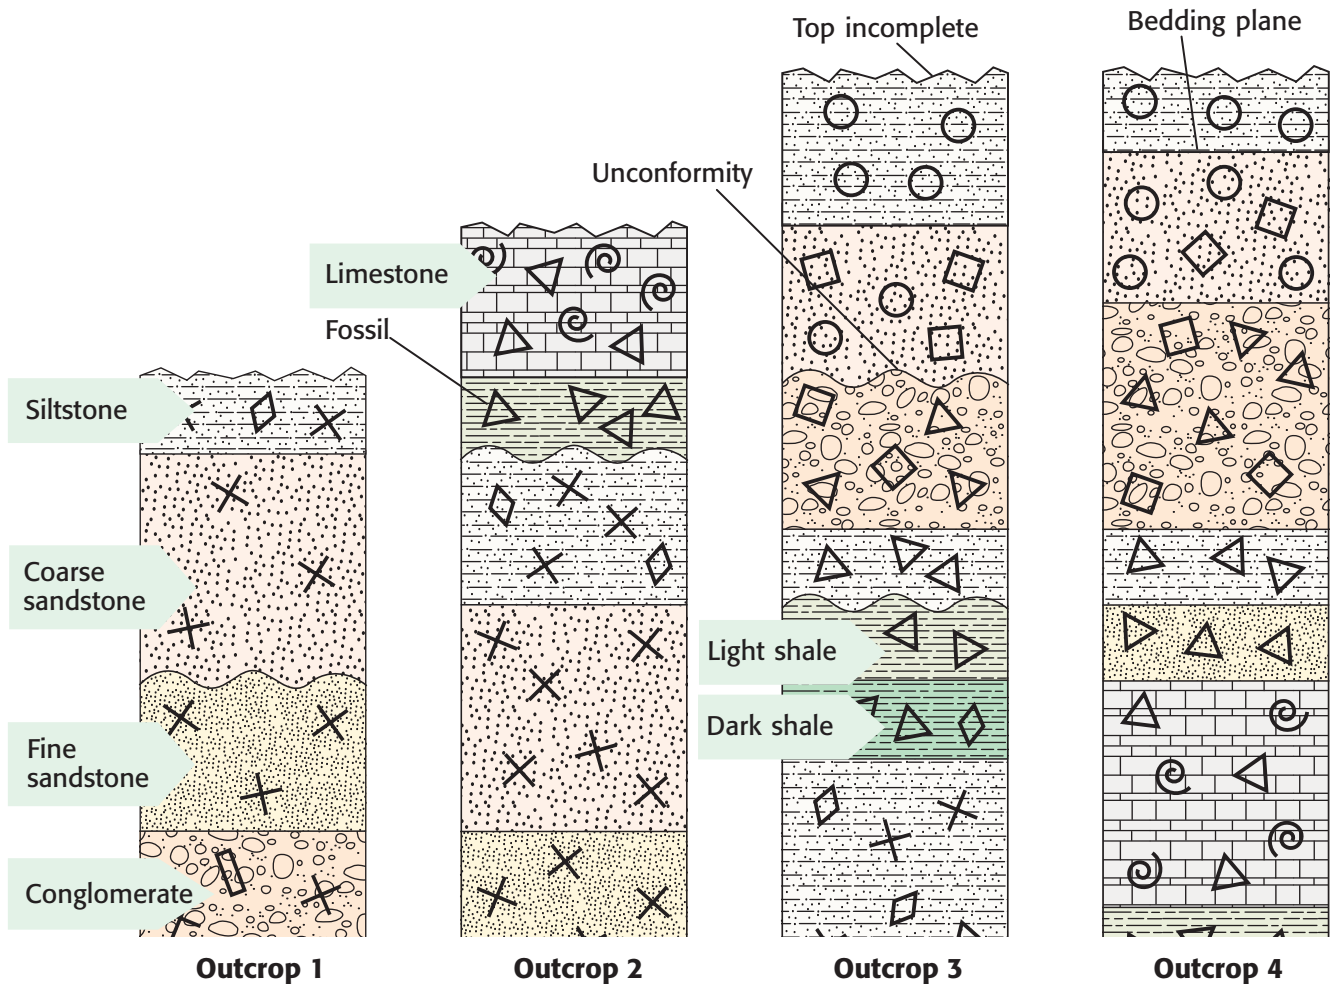 Top incomplete
Bedding plane
Unconformity
Limestone
Fossil
Siltstone
Coarse
sandstone
Light shale
Dark shale
Fine
sandstone
Conglomerate
Outcrop 1
Outcrop 2
Outcrop 3
Outcrop 4